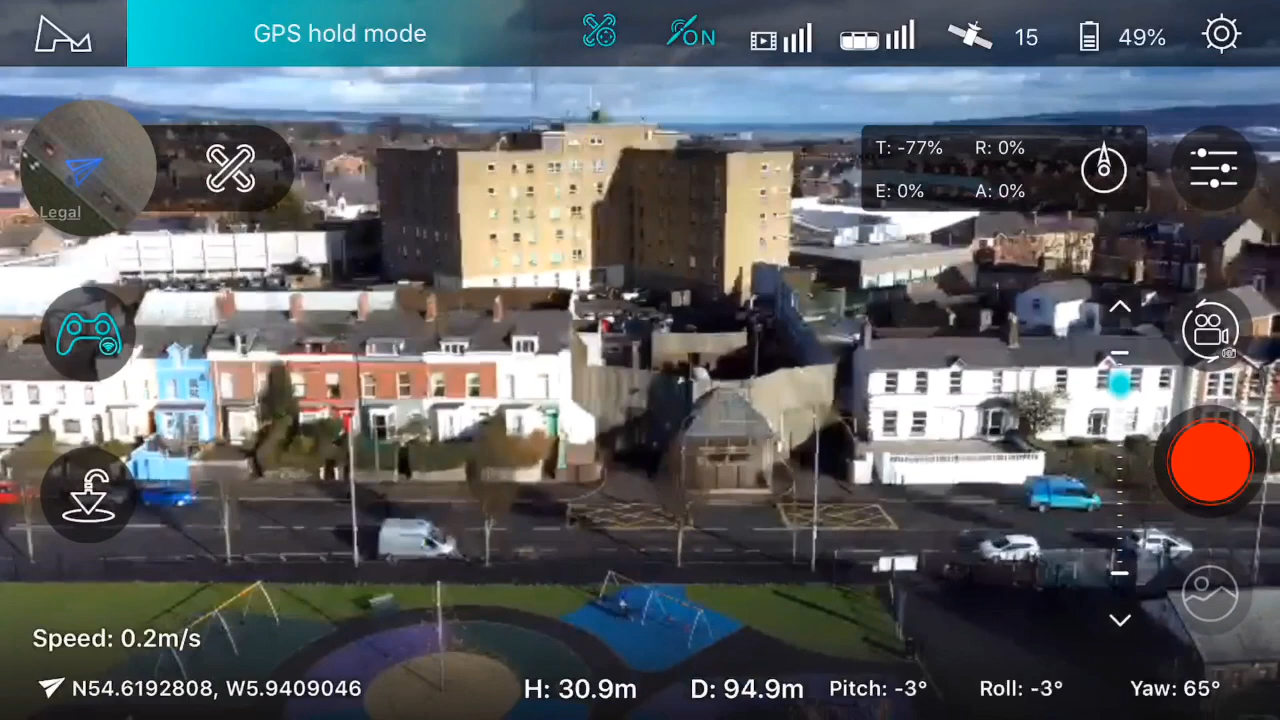 GPS hold mode
ON
15
49%
T: -77% R: 0%
E: 0% A: 0%
Legal
Speed: 0.2m/s
N54.6192808, W5.9409046
H: 30.9m
D: 94.9m
Pitch: -3°
Roll: -3°
Yaw: 65°